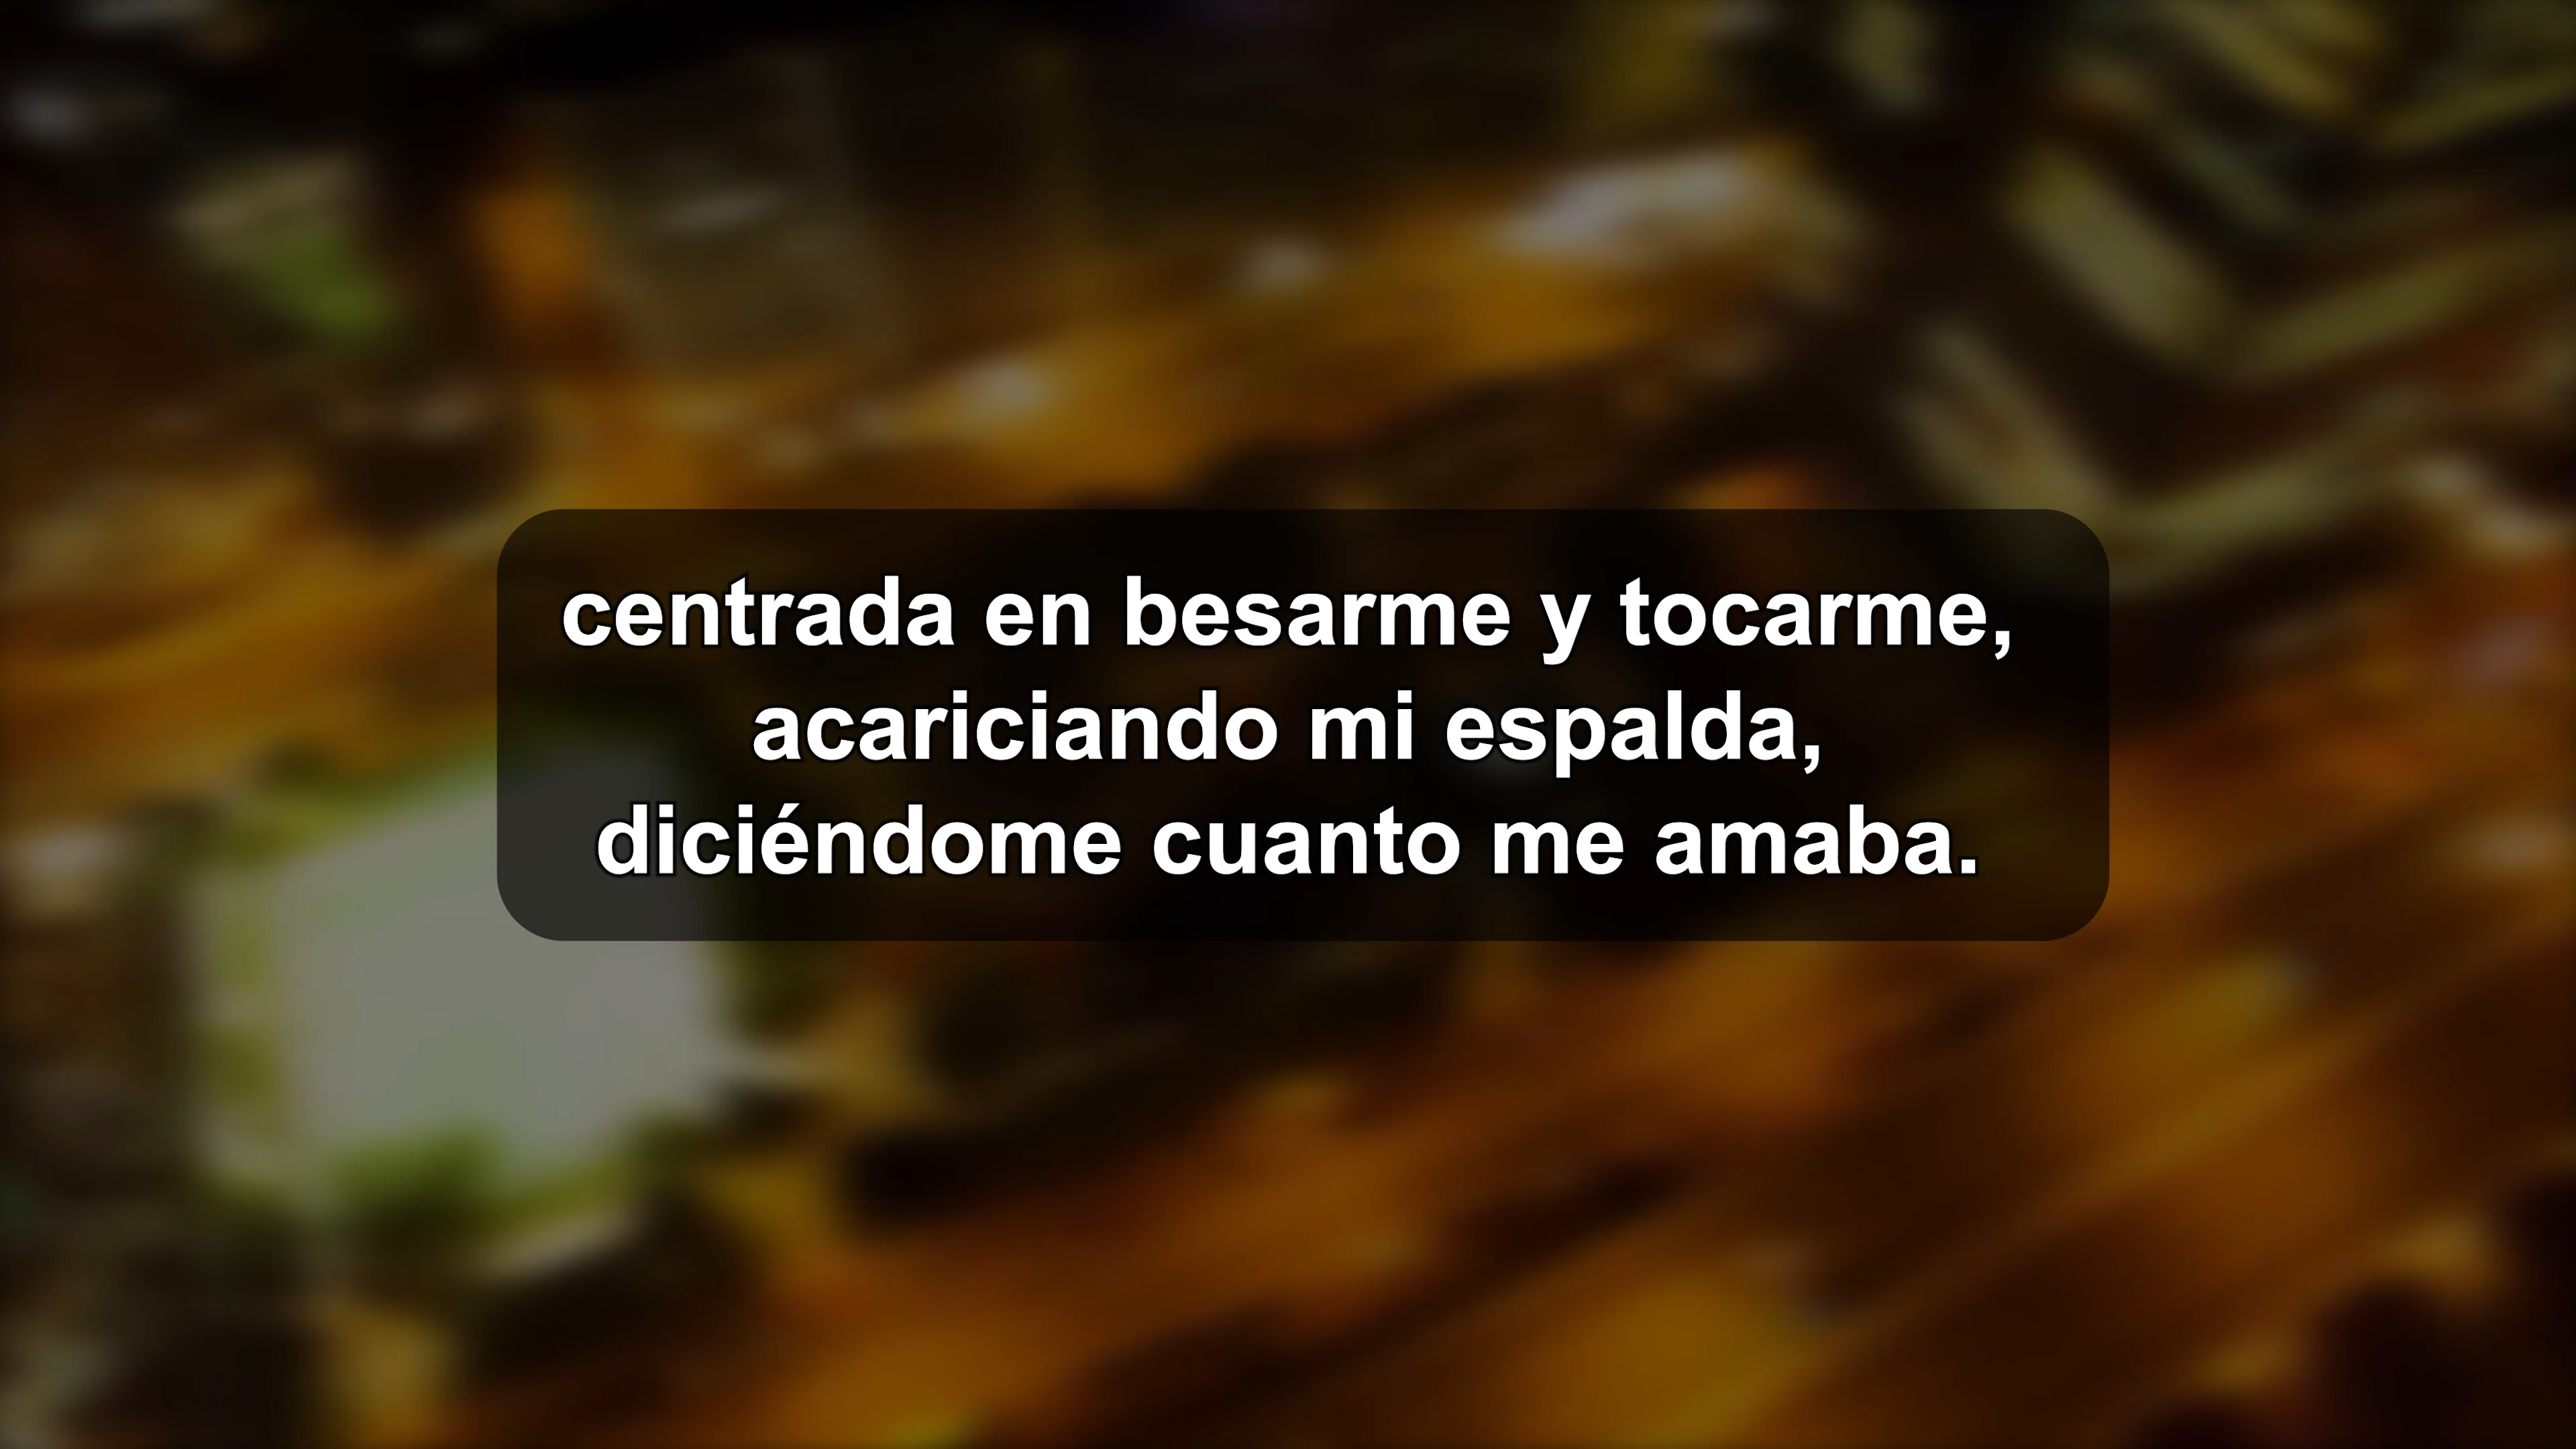 centrada en besarme y tocarme,
acariciando mi espalda,
diciéndome cuanto me amaba.